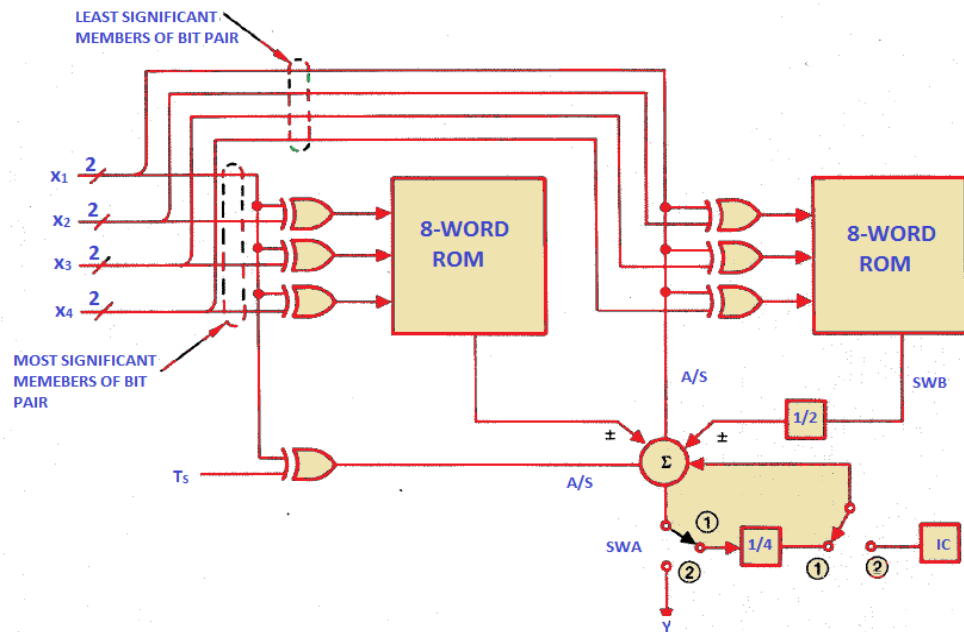 LEAST SIGNIFICANT
MEMBERS OF BIT PAIR
x1
2
x2
2
x3
2
x4
2
8-WORD
ROM
8-WORD
ROM
MOST SIGNIFICANT
MEMEBERS OF BIT
PAIR
A/S
SWB
1/2
±
±
Σ
Ts
A/S
SWA
1
1/4
1
2
IC
2
Y